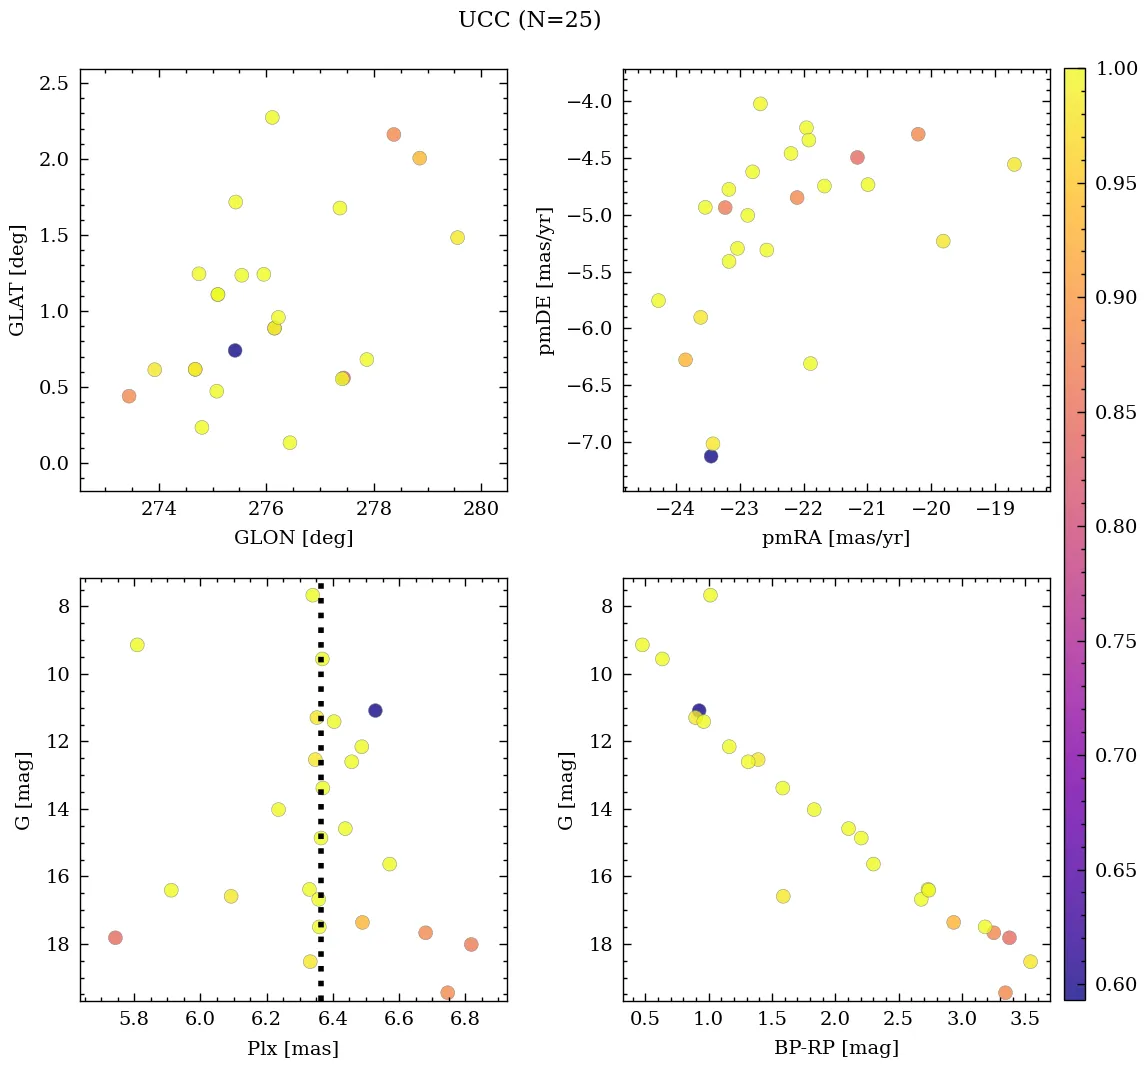 UCC (N=25)
2.5
2.0
1.5
1.0
0.5
0.0
GLAT [deg]
274 276 278 280
GLON [deg]
−4.0
−4.5
−5.0
−5.5
−6.0
−6.5
−7.0
pmDE [mas/yr]
−24 −23 −22 −21 −20 −19
pmRA [mas/yr]
8
10
12
14
16
18
G [mag]
5.8 6.0 6.2 6.4 6.6 6.8
Plx [mas]
8
10
12
14
16
18
G [mag]
0.5 1.0 1.5 2.0 2.5 3.0 3.5
BP-RP [mag]
1.00
0.95
0.90
0.85
0.80
0.75
0.70
0.65
0.60